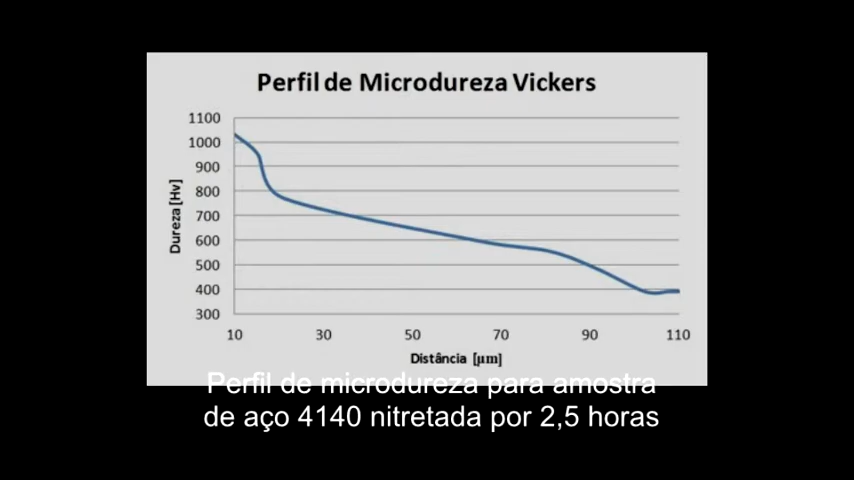 Perfil de Microdureza Vickers
1100
1000
900
800
700
600
500
400
300
Dureza [Hv]
10 30 50 70 90 110
Distância [µm]
Perfil de microdureza para amostra
de aço 4140 nitretada por 2,5 horas